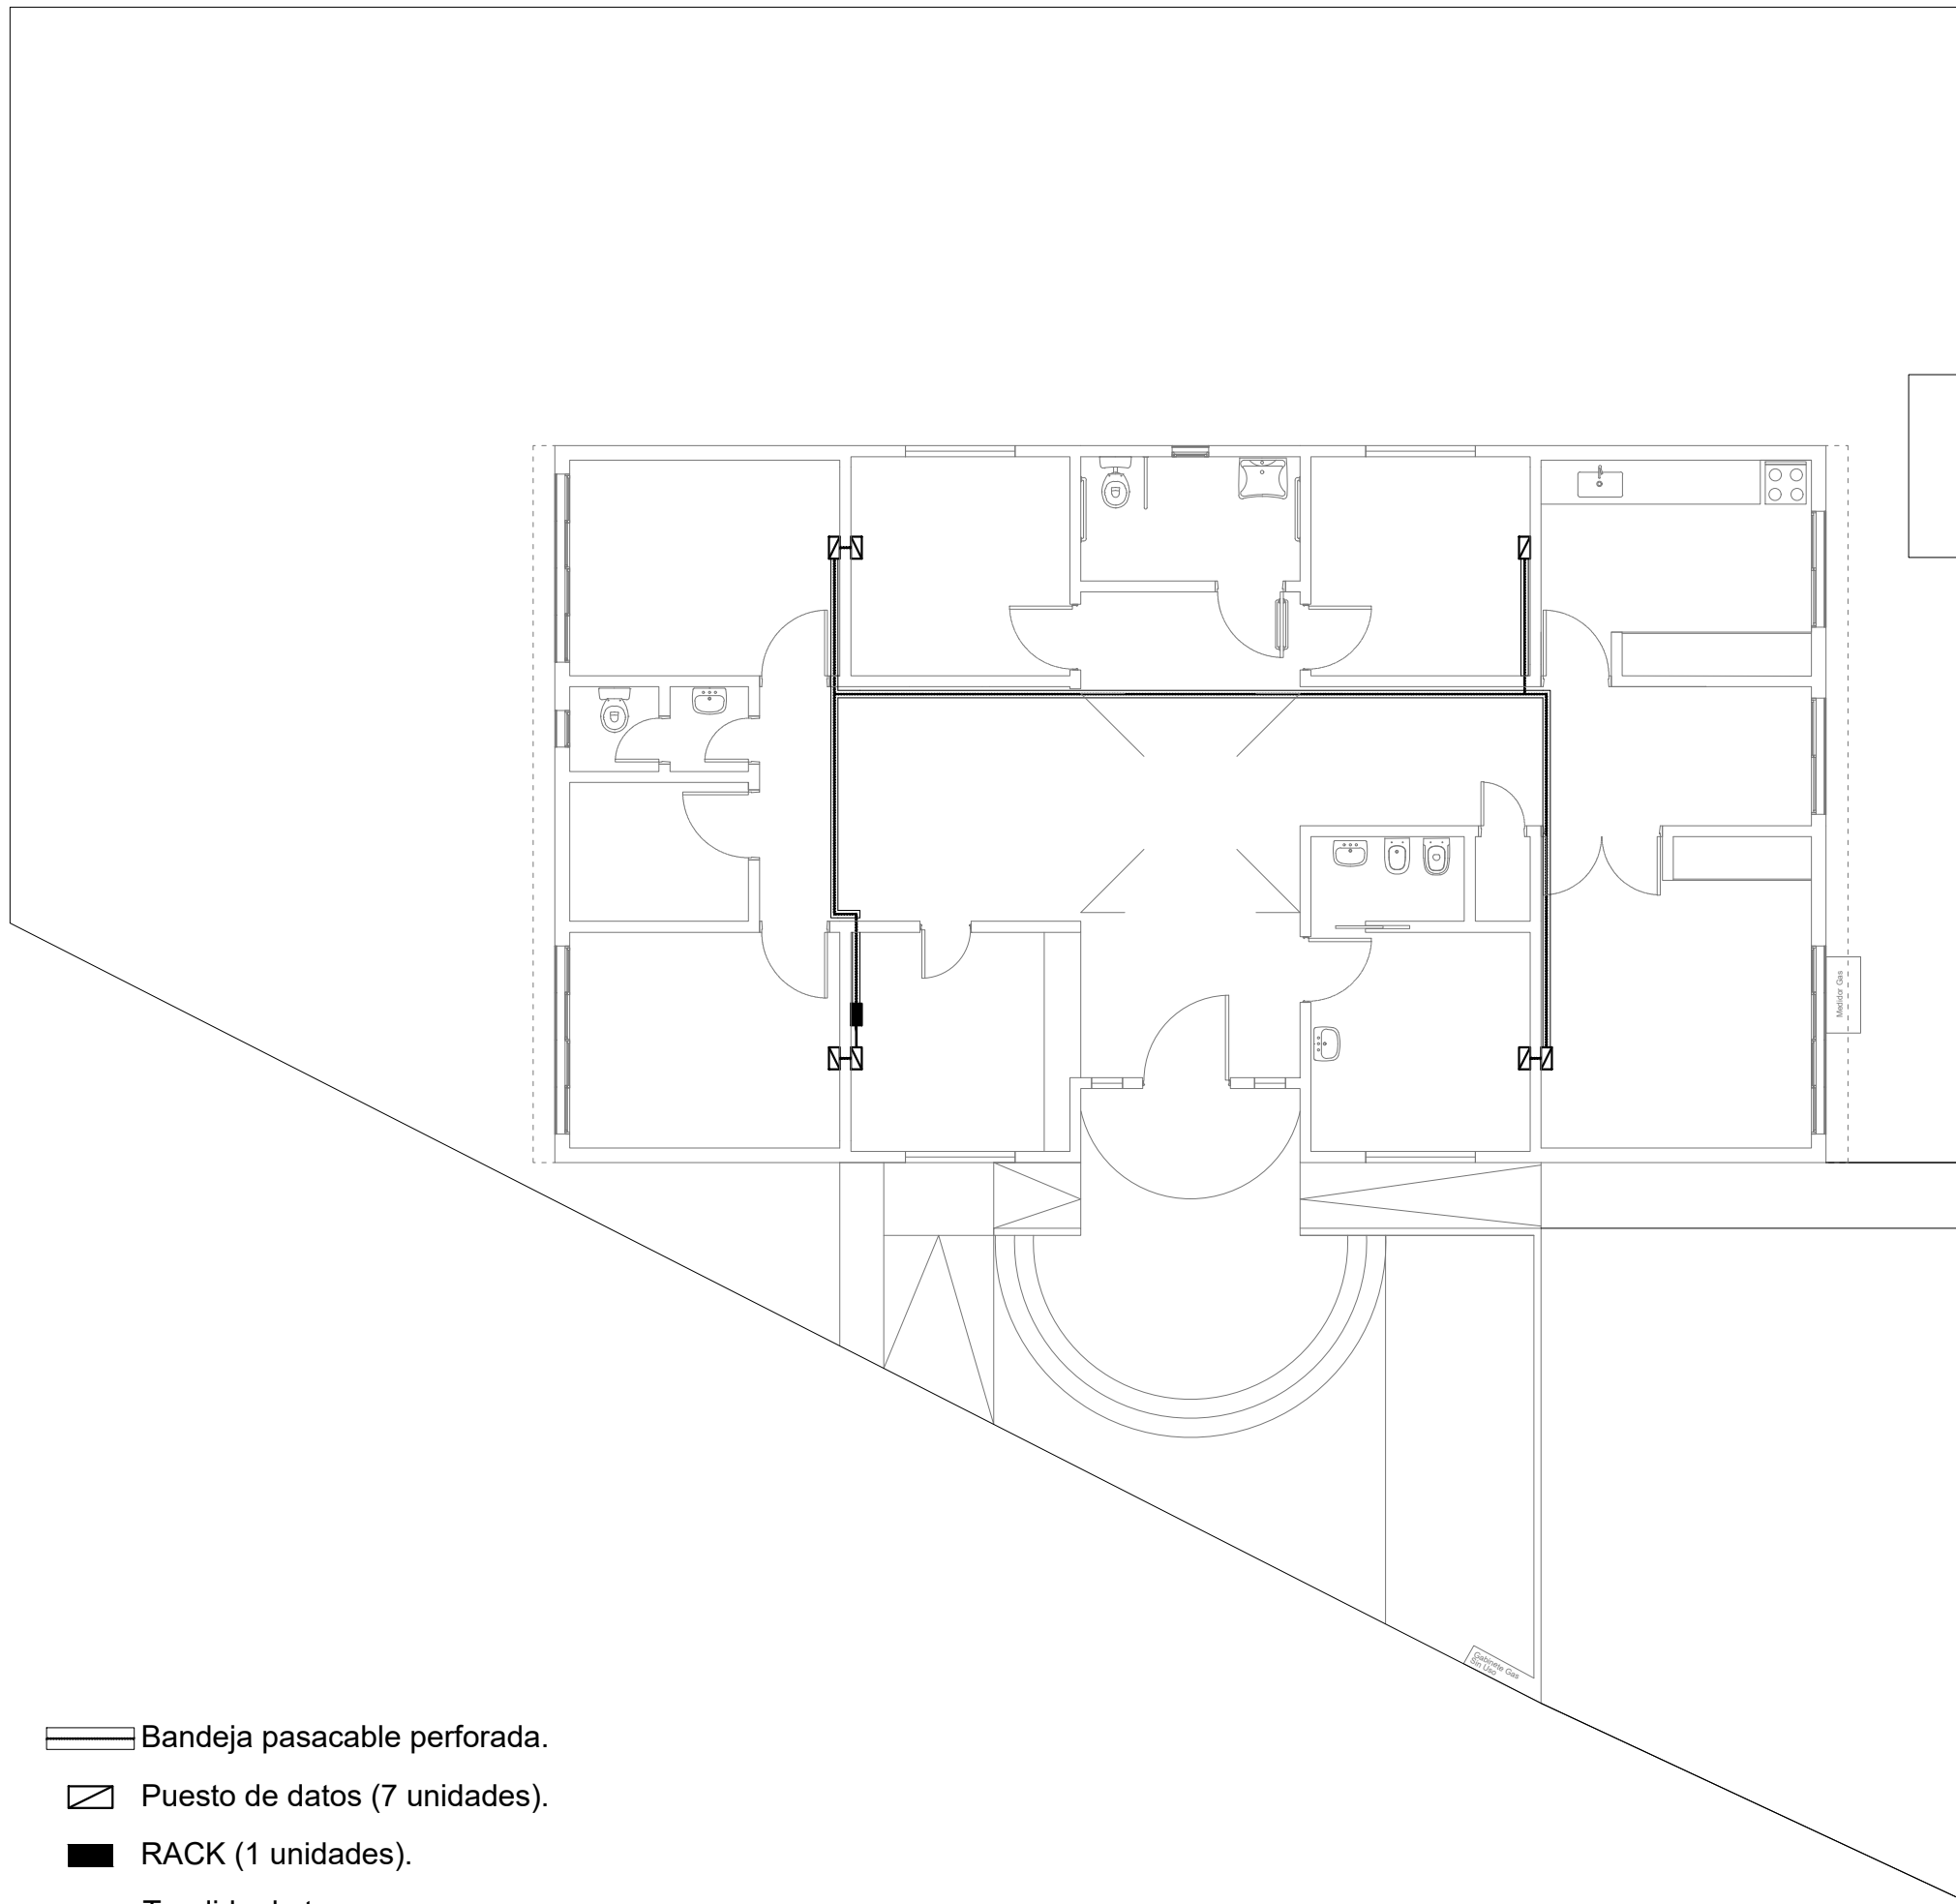 Medidor Gas
Gabinete Gas
Sin Uso
Bandeja pasacable perforada.
Puesto de datos (7 unidades).
RACK (1 unidades).